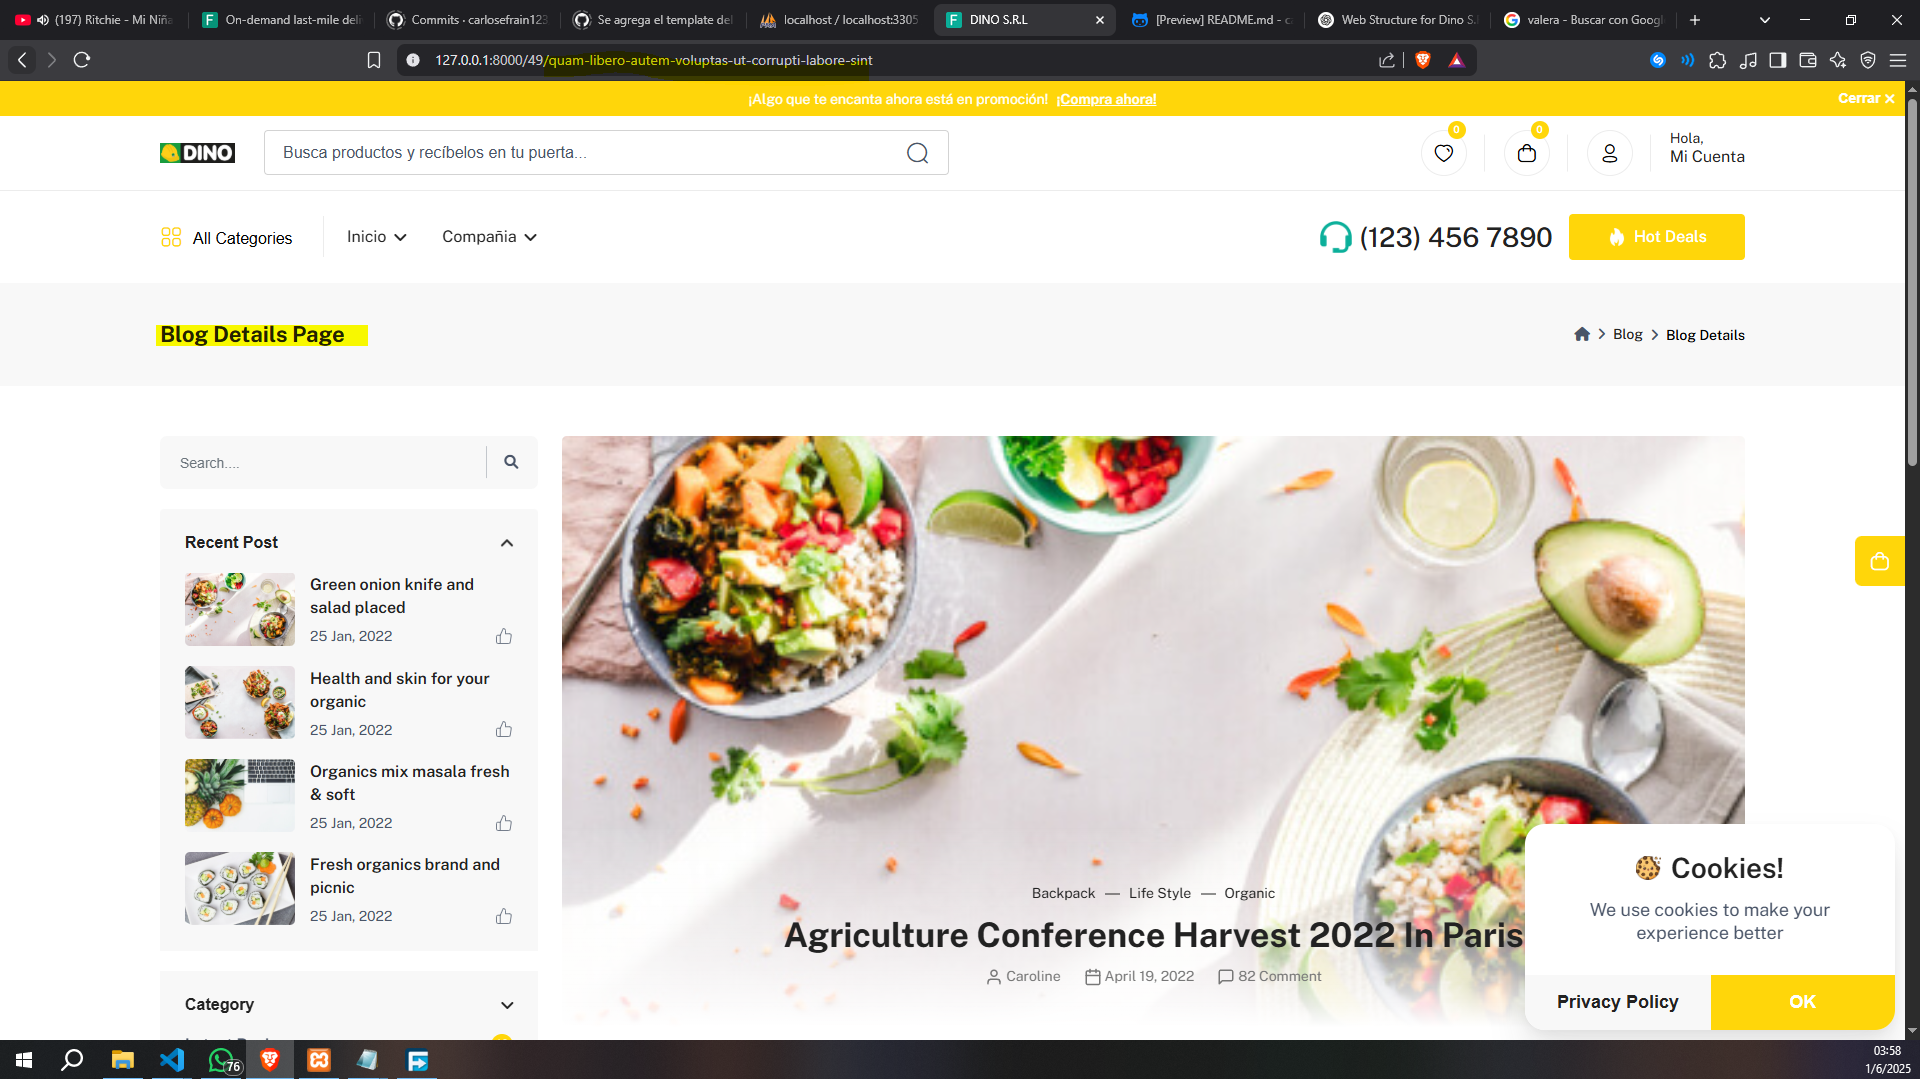 (197) Ritchie - Mi Niña
On-demand last-mile deli
Commits · carlosefrain123
Se agrega el template del
localhost / localhost:3305
DINO S.R.L
[Preview] README.md - c
Web Structure for Dino S.
valera - Buscar con Googl
127.0.0.1:8000/49/quam-libero-autem-voluptas-ut-corrupti-labore-sint
¡Algo que te encanta ahora está en promoción! ¡Compra ahora!
Cerrar
DINO
Busca productos y recíbelos en tu puerta...
0
0
Hola,
Mi Cuenta
All Categories
Inicio
Compañia
(123) 456 7890
Hot Deals
Blog Details Page
Blog
Blog Details
Search....
Recent Post
Green onion knife and
salad placed
25 Jan, 2022
Health and skin for your
organic
25 Jan, 2022
Organics mix masala fresh
& soft
25 Jan, 2022
Fresh organics brand and
picnic
25 Jan, 2022
Category
Backpack — Life Style — Organic
Agriculture Conference Harvest 2022 In Paris
Caroline
April 19, 2022
82 Comment
Cookies!
We use cookies to make your
experience better
Privacy Policy
OK
76
03:58
1/6/2025